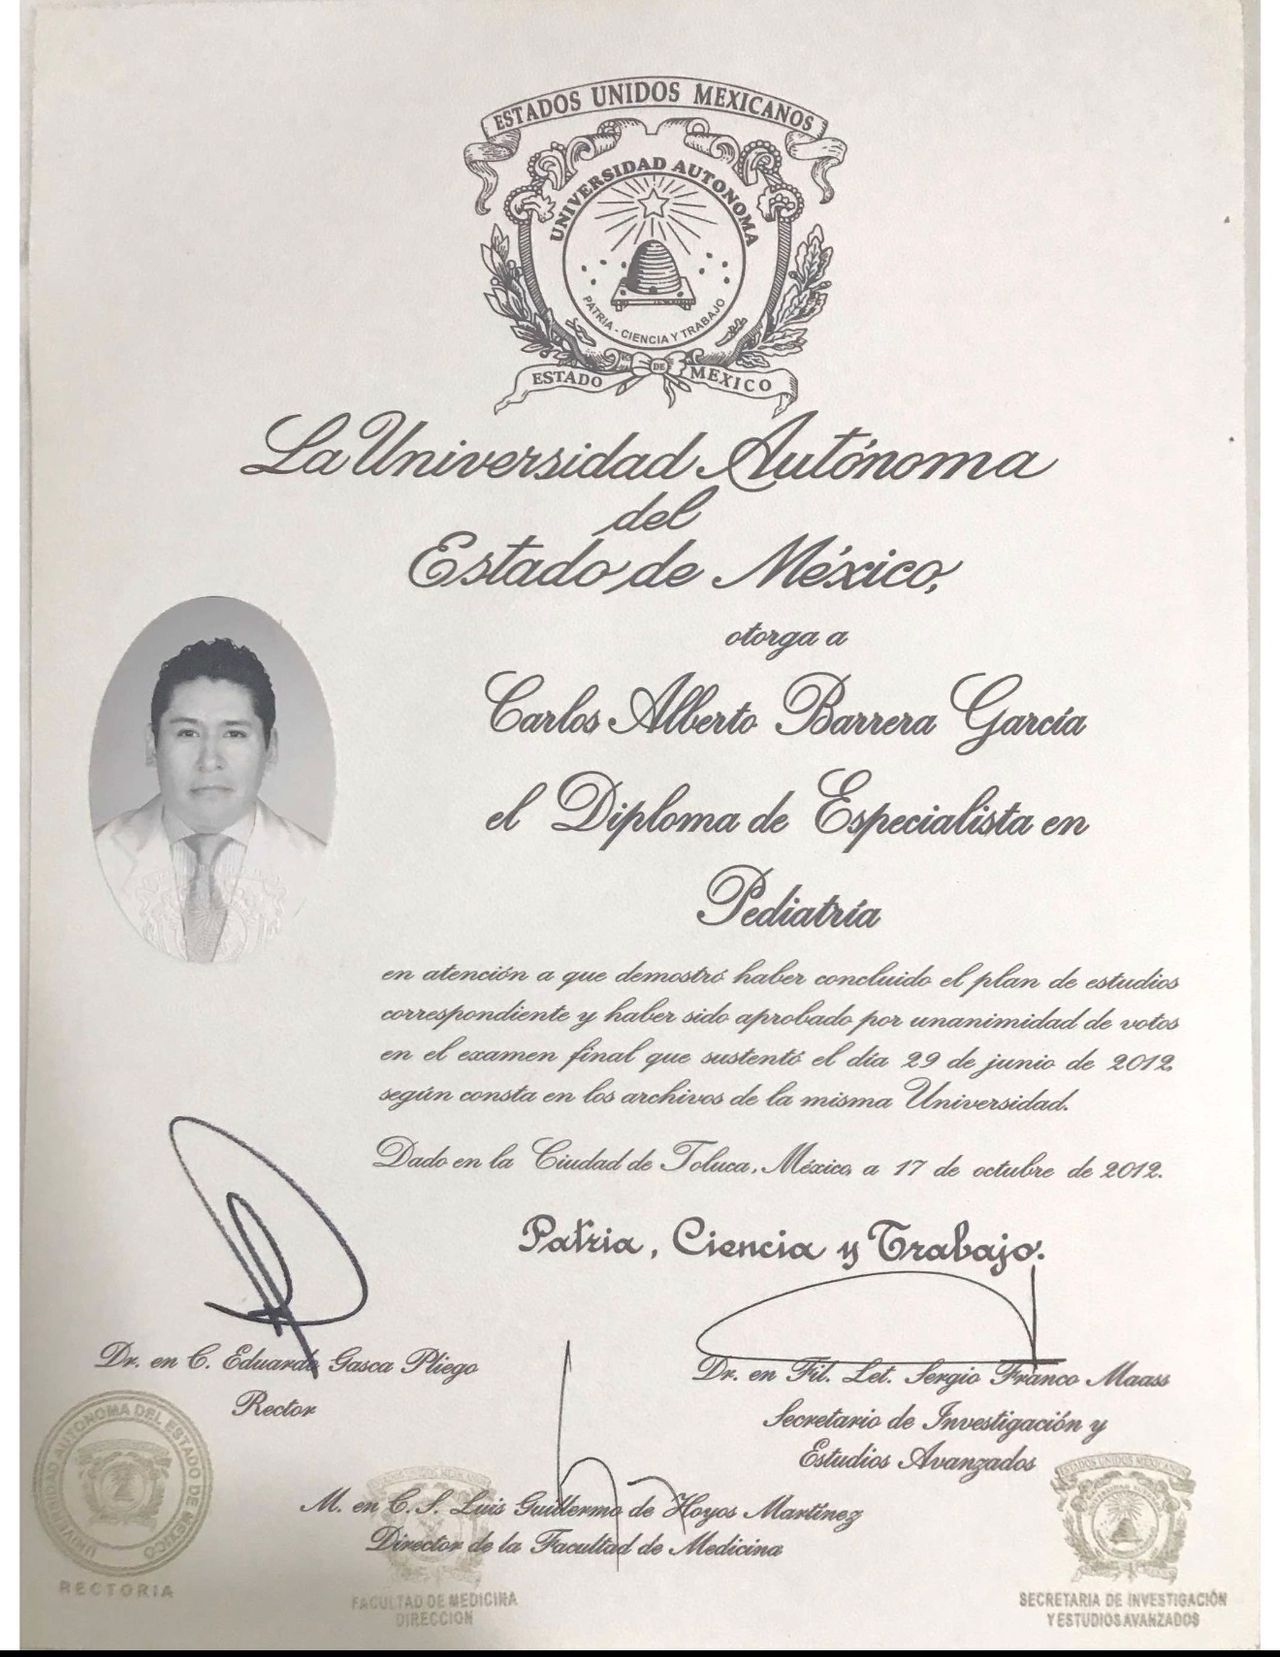 ESTADOS UNIDOS MEXICANOS
UNIVERSIDAD AUTONOMA
PATRIA - CIENCIA Y TRABAJO
ESTADO DE MEXICO
La Universidad Autónoma
del
Estado de México,
otorga a
Carlos Alberto Barrera García
el Diploma de Especialista en
Pediatría
en atención a que demostró haber concluido el plan de estudios
correspondiente y haber sido aprobado por unanimidad de votos
en el examen final que sustentó el día 29 de junio de 2012
según consta en los archivos de la misma Universidad.
Dado en la Ciudad de Toluca, México, a 17 de octubre de 2012.
Patria, Ciencia y Trabajo.
Dr. en C. Eduardo Gasca Pliego
Rector
Dr. en Fil. Let. Sergio Franco Maass
Secretario de Investigación y
Estudios Avanzados
M. en C.S. Luis Guillermo de Hoyos Martínez
Director de la Facultad de Medicina
UNIVERSIDAD AUTONOMA DEL ESTADO DE MEXICO
RECTORIA
FACULTAD DE MEDICINA
DIRECCION
ESTADOS UNIDOS MEXICANOS
SECRETARIA DE INVESTIGACIÓN
Y ESTUDIOS AVANZADOS